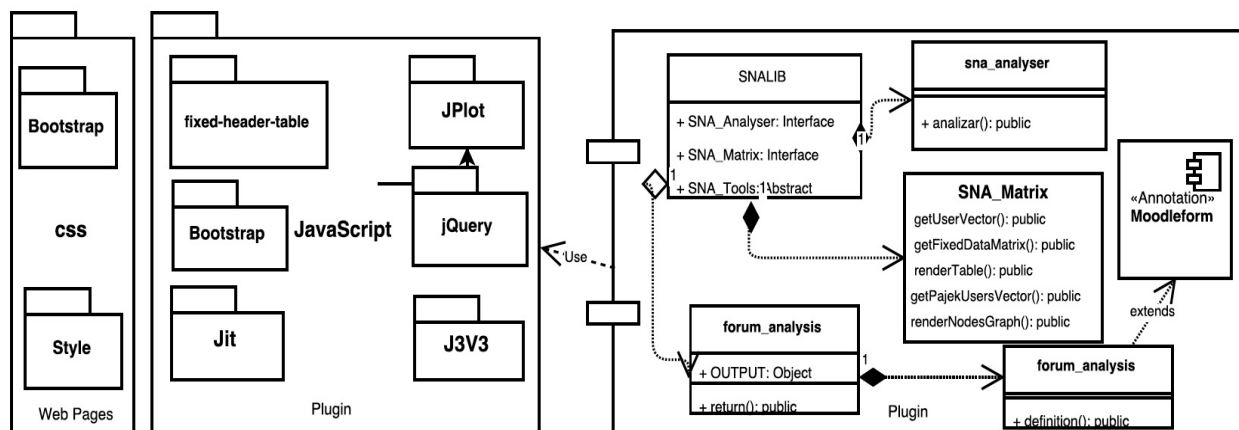 Bootstrap
css
Style
Web Pages
fixed-header-table
JPlot
Bootstrap
JavaScript
jQuery
Jit
J3V3
Plugin
Use
SNALIB
+ SNA_Analyser: Interface
+ SNA_Matrix: Interface
+ SNA_Tools: Abstract
1
1
1
sna_analyser
+ analizar(): public
SNA_Matrix
getUserVector(): public
getFixedDataMatrix(): public
renderTable(): public
getPajekUsersVector(): public
renderNodesGraph(): public
«Annotation»
Moodleform
extends
forum_analysis
+ OUTPUT: Object
+ return(): public
1
Plugin
forum_analysis
+ definition(): public